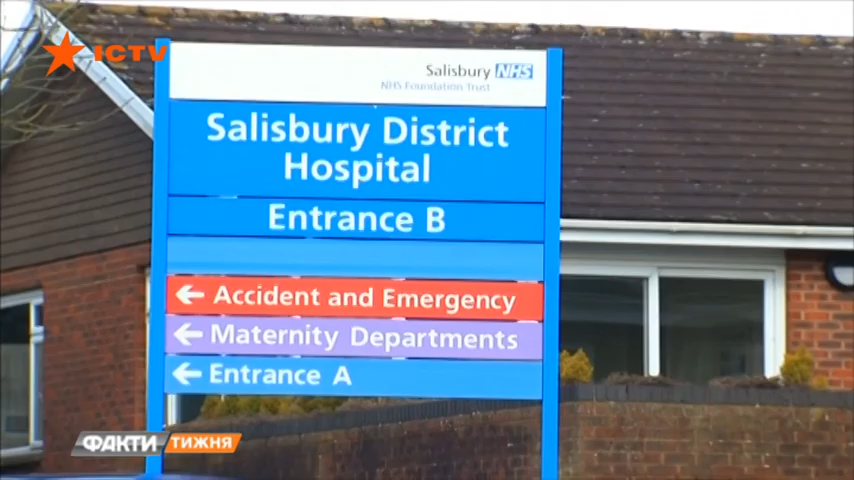 ICTV
Salisbury NHS
NHS Foundation Trust
Salisbury District
Hospital
Entrance B
Accident and Emergency
Maternity Departments
Entrance A
ФАКТИ ТИЖНЯ